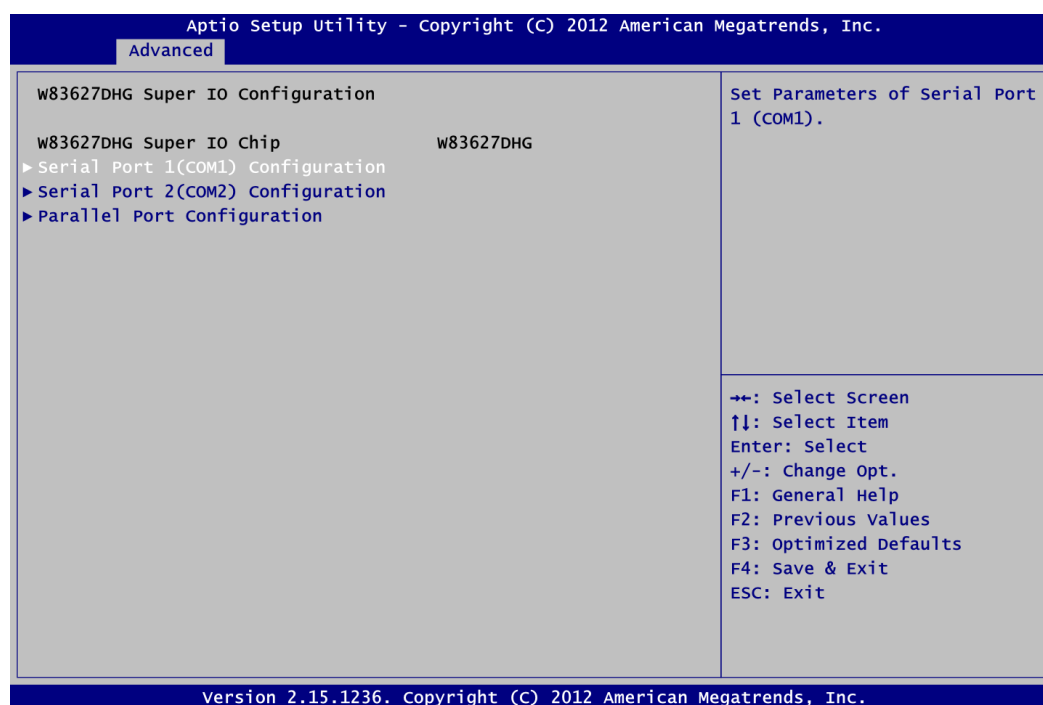 Aptio Setup Utility – Copyright (C) 2012 American Megatrends, Inc.
Advanced
W83627DHG Super IO Configuration
W83627DHG Super IO Chip W83627DHG
►Serial Port 1(COM1) Configuration
►Serial Port 2(COM2) Configuration
►Parallel Port Configuration
Set Parameters of Serial Port
1 (COM1).
→←: Select Screen
↑↓: Select Item
Enter: Select
+/-: Change Opt.
F1: General Help
F2: Previous Values
F3: Optimized Defaults
F4: Save & Exit
ESC: Exit
Version 2.15.1236. Copyright (C) 2012 American Megatrends, Inc.